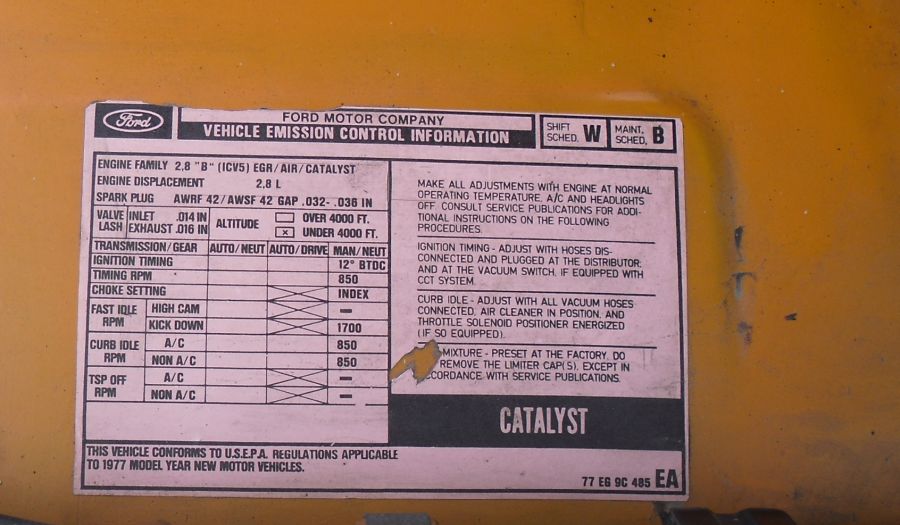 Ford
FORD MOTOR COMPANY
VEHICLE EMISSION CONTROL INFORMATION
SHIFT SCHED. W
MAINT. SCHED. B
ENGINE FAMILY 2.8 "B" (ICV5) EGR/AIR/CATALYST
ENGINE DISPLACEMENT 2.8 L
SPARK PLUG AWRF 42/AWSF 42 GAP .032-.036 IN
VALVE LASH INLET .014 IN
EXHAUST .016 IN
ALTITUDE OVER 4000 FT.
x UNDER 4000 FT.
TRANSMISSION/GEAR AUTO/NEUT AUTO/DRIVE MAN/NEUT
IGNITION TIMING 12° BTDC
TIMING RPM 850
CHOKE SETTING INDEX
FAST IDLE RPM HIGH CAM –
KICK DOWN 1700
CURB IDLE RPM A/C 850
NON A/C 850
TSP OFF RPM A/C –
NON A/C –
MAKE ALL ADJUSTMENTS WITH ENGINE AT NORMAL
OPERATING TEMPERATURE, A/C AND HEADLIGHTS
OFF. CONSULT SERVICE PUBLICATIONS FOR ADDI-
TIONAL INSTRUCTIONS ON THE FOLLOWING
PROCEDURES.
IGNITION TIMING - ADJUST WITH HOSES DIS-
CONNECTED AND PLUGGED AT THE DISTRIBUTOR,
AND AT THE VACUUM SWITCH, IF EQUIPPED WITH
CCT SYSTEM.
CURB IDLE - ADJUST WITH ALL VACUUM HOSES
CONNECTED, AIR CLEANER IN POSITION, AND
THROTTLE SOLENOID POSITIONER ENERGIZED
(IF SO EQUIPPED).
MIXTURE - PRESET AT THE FACTORY. DO
REMOVE THE LIMITER CAP(S), EXCEPT IN
CCORDANCE WITH SERVICE PUBLICATIONS.
CATALYST
THIS VEHICLE CONFORMS TO U.S.E.P.A. REGULATIONS APPLICABLE
TO 1977 MODEL YEAR NEW MOTOR VEHICLES.
77 EG 9C 485 EA